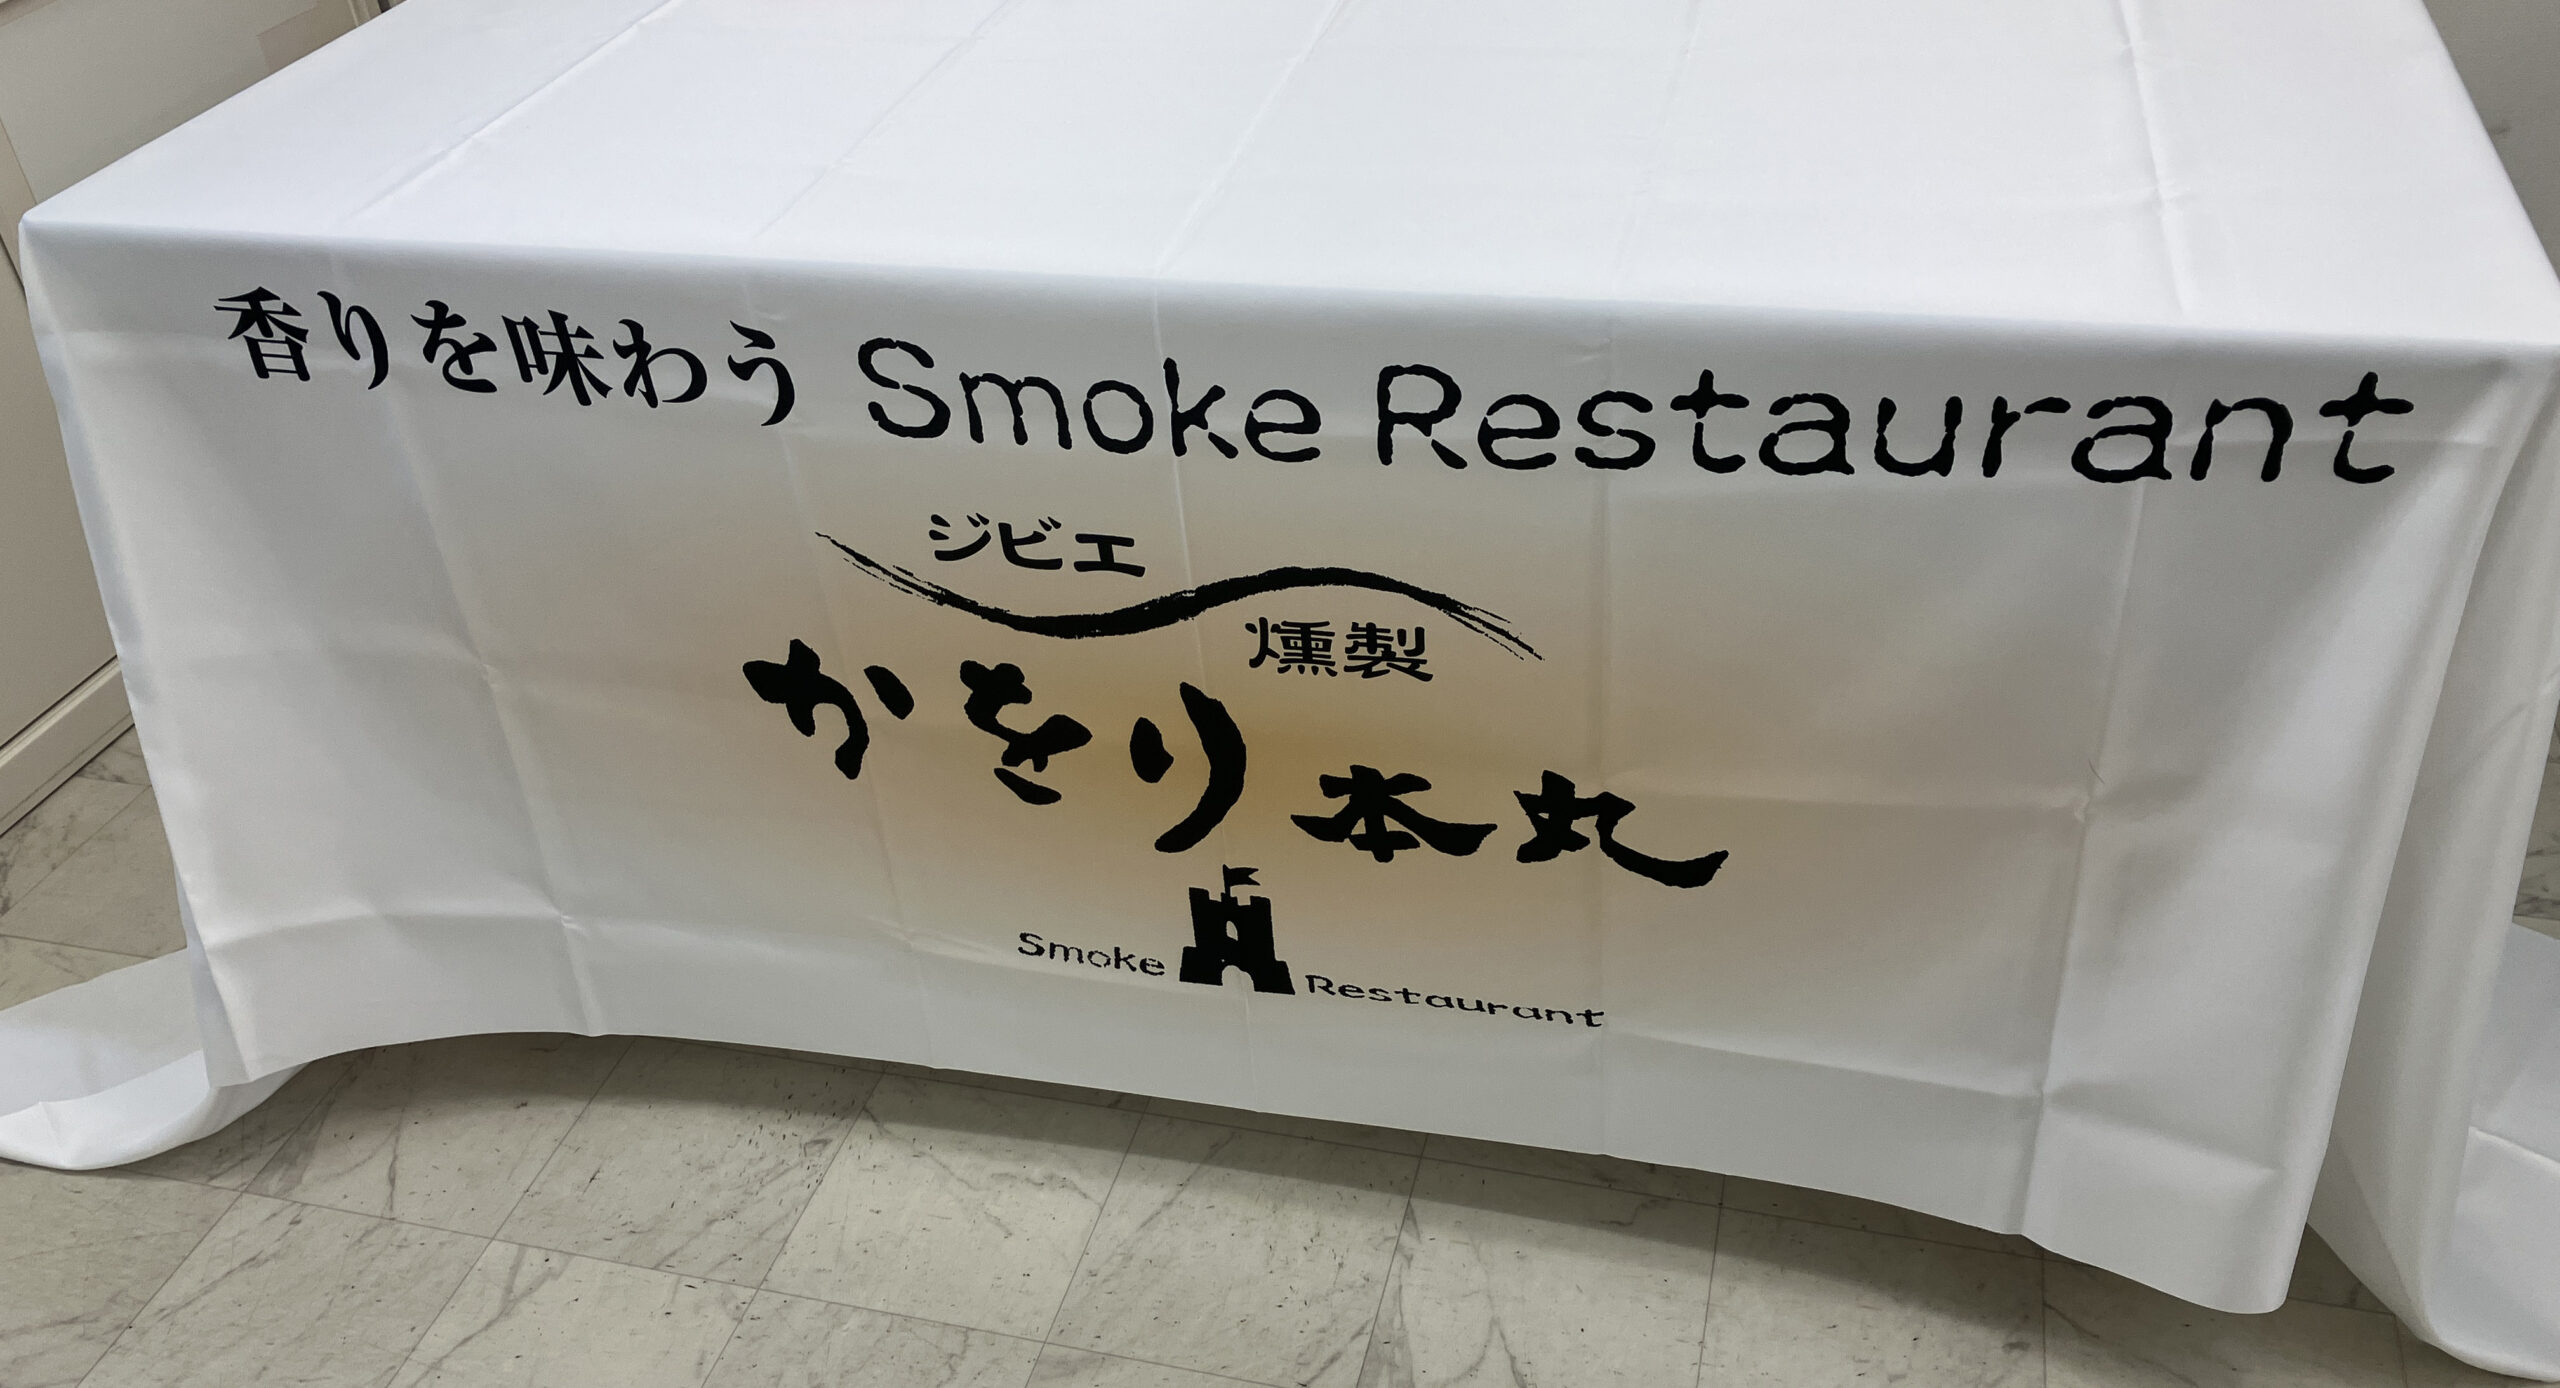 香りを味わう Smoke Restaurant
ジビエ
燻製
かをり本丸
Smoke Restaurant